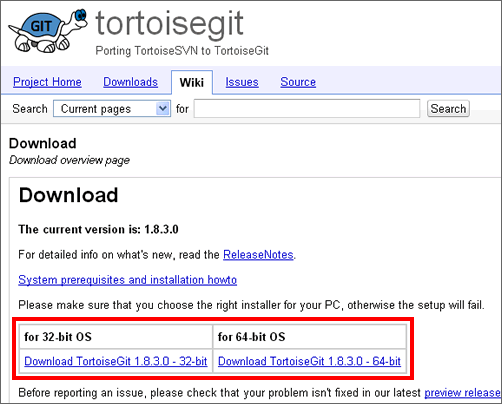 GIT
tortoisegit
Porting TortoiseSVN to TortoiseGit
Project Home Downloads Wiki Issues Source
Search Current pages for Search
Download
Download overview page
Download
The current version is: 1.8.3.0
For detailed info on what's new, read the ReleaseNotes.
System prerequisites and installation howto
Please make sure that you choose the right installer for your PC, otherwise the setup will fail.
for 32-bit OS for 64-bit OS
Download TortoiseGit 1.8.3.0 - 32-bit Download TortoiseGit 1.8.3.0 - 64-bit
Before reporting an issue, please check that your problem isn't fixed in our latest preview release